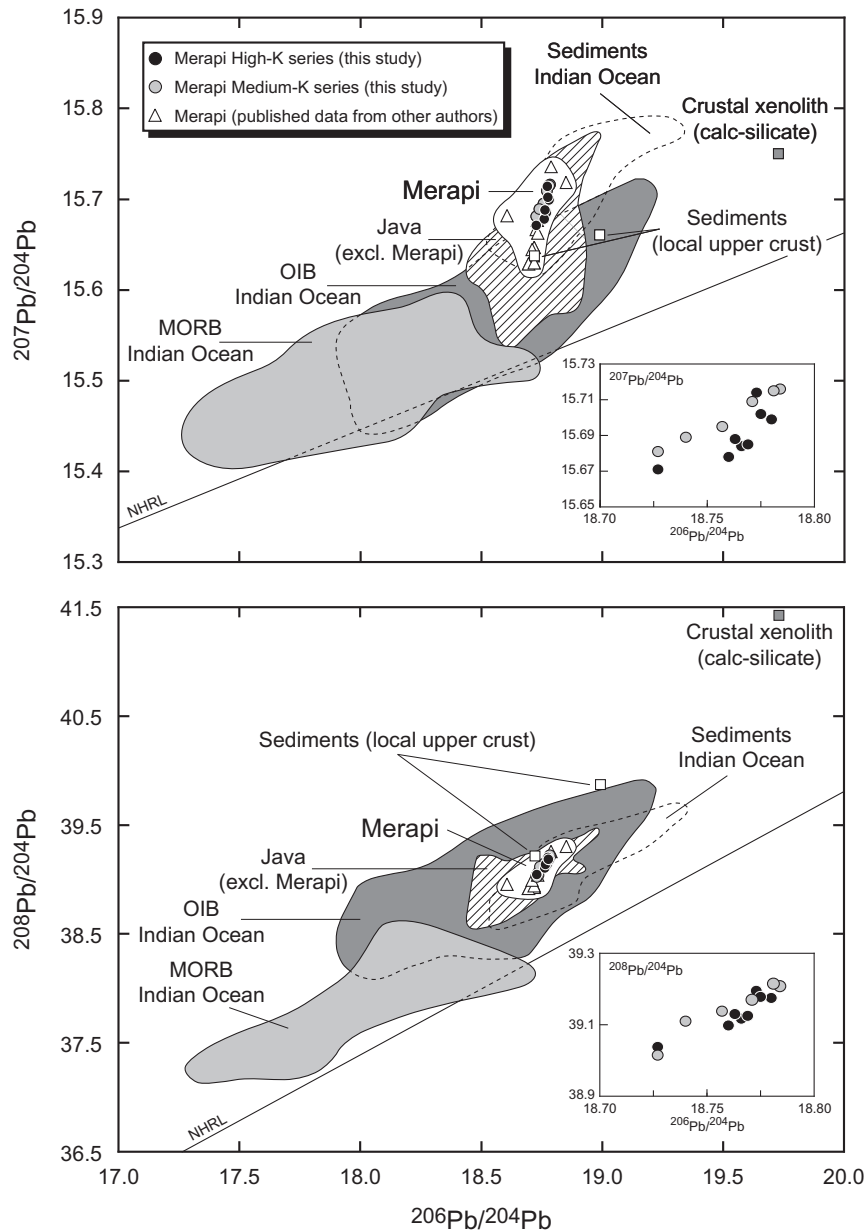 15.9
15.8
15.7
15.6
15.5
15.4
15.3
²⁰⁷Pb/²⁰⁴Pb
Merapi High-K series (this study)
Merapi Medium-K series (this study)
Merapi (published data from other authors)
Sediments
Indian Ocean
Crustal xenolith
(calc-silicate)
Merapi
Java
(excl. Merapi)
Sediments
(local upper crust)
OIB
Indian Ocean
MORB
Indian Ocean
NHRL
15.73
15.71
15.69
15.67
15.65
²⁰⁷Pb/²⁰⁴Pb
18.70
18.75
18.80
²⁰⁶Pb/²⁰⁴Pb
41.5
40.5
39.5
38.5
37.5
36.5
²⁰⁸Pb/²⁰⁴Pb
Crustal xenolith
(calc-silicate)
Sediments (local upper crust)
Sediments
Indian Ocean
Merapi
Java
(excl. Merapi)
OIB
Indian Ocean
MORB
Indian Ocean
NHRL
39.3
39.1
38.9
²⁰⁸Pb/²⁰⁴Pb
18.70
18.75
18.80
²⁰⁶Pb/²⁰⁴Pb
17.0
17.5
18.0
18.5
19.0
19.5
20.0
²⁰⁶Pb/²⁰⁴Pb